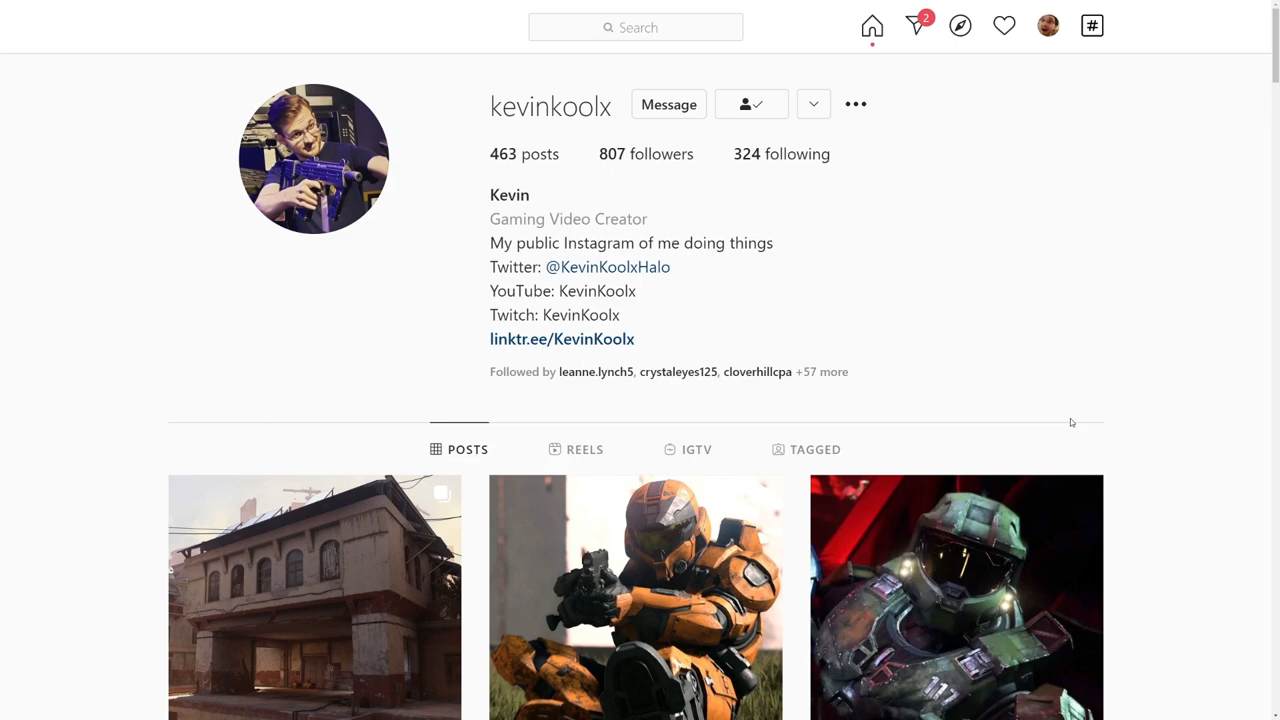 Search
2
#
kevinkoolx
Message
463 posts
807 followers
324 following
Kevin
Gaming Video Creator
My public Instagram of me doing things
Twitter: @KevinKoolxHalo
YouTube: KevinKoolx
Twitch: KevinKoolx
linktr.ee/KevinKoolx
Followed by leanne.lynch5, crystaleyes125, cloverhillcpa +57 more
POSTS
REELS
IGTV
TAGGED
111